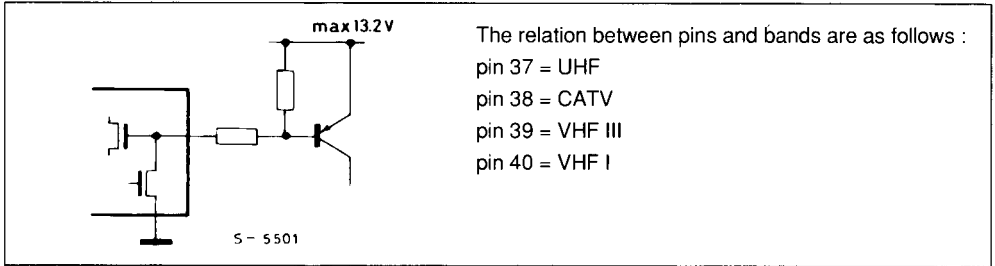 max 13.2 V
S - 5501
The relation between pins and bands are as follows :
pin 37 = UHF
pin 38 = CATV
pin 39 = VHF III
pin 40 = VHF I